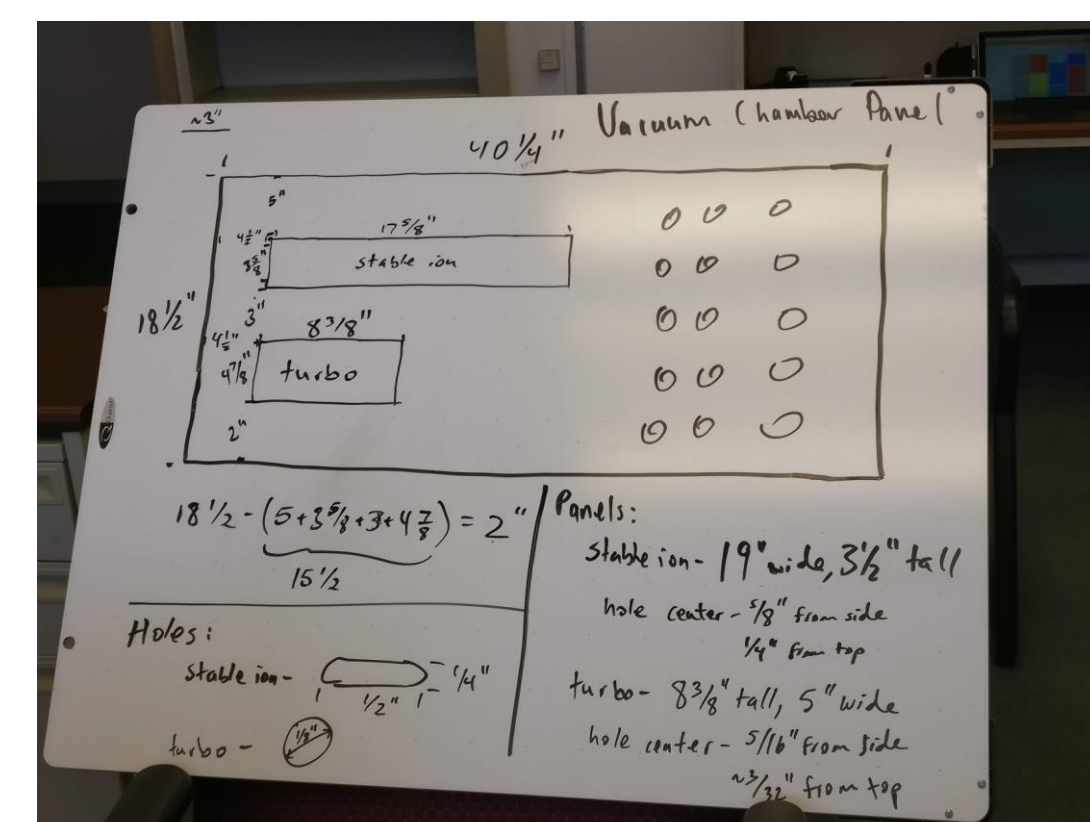 ~3"
Vacuum Chamber Panel
40 1/4"
5"
17 5/8"
4 1/2"
3 5/8"
stable ion
18 1/2"
3"
8 3/8"
4 1/2"
4 7/8"
turbo
2"
18 1/2 - (5 + 3 5/8 + 3 + 4 7/8) = 2"
15 1/2
Holes:
stable ion -
1/4"
1/2"
turbo -
1/8"
Panels:
Stable ion - 19" wide, 3 1/2" tall
hole center - 5/8" from side
1/4" from top
turbo - 8 3/8" tall, 5" wide
hole center - 5/16" from side
~3/32" from top